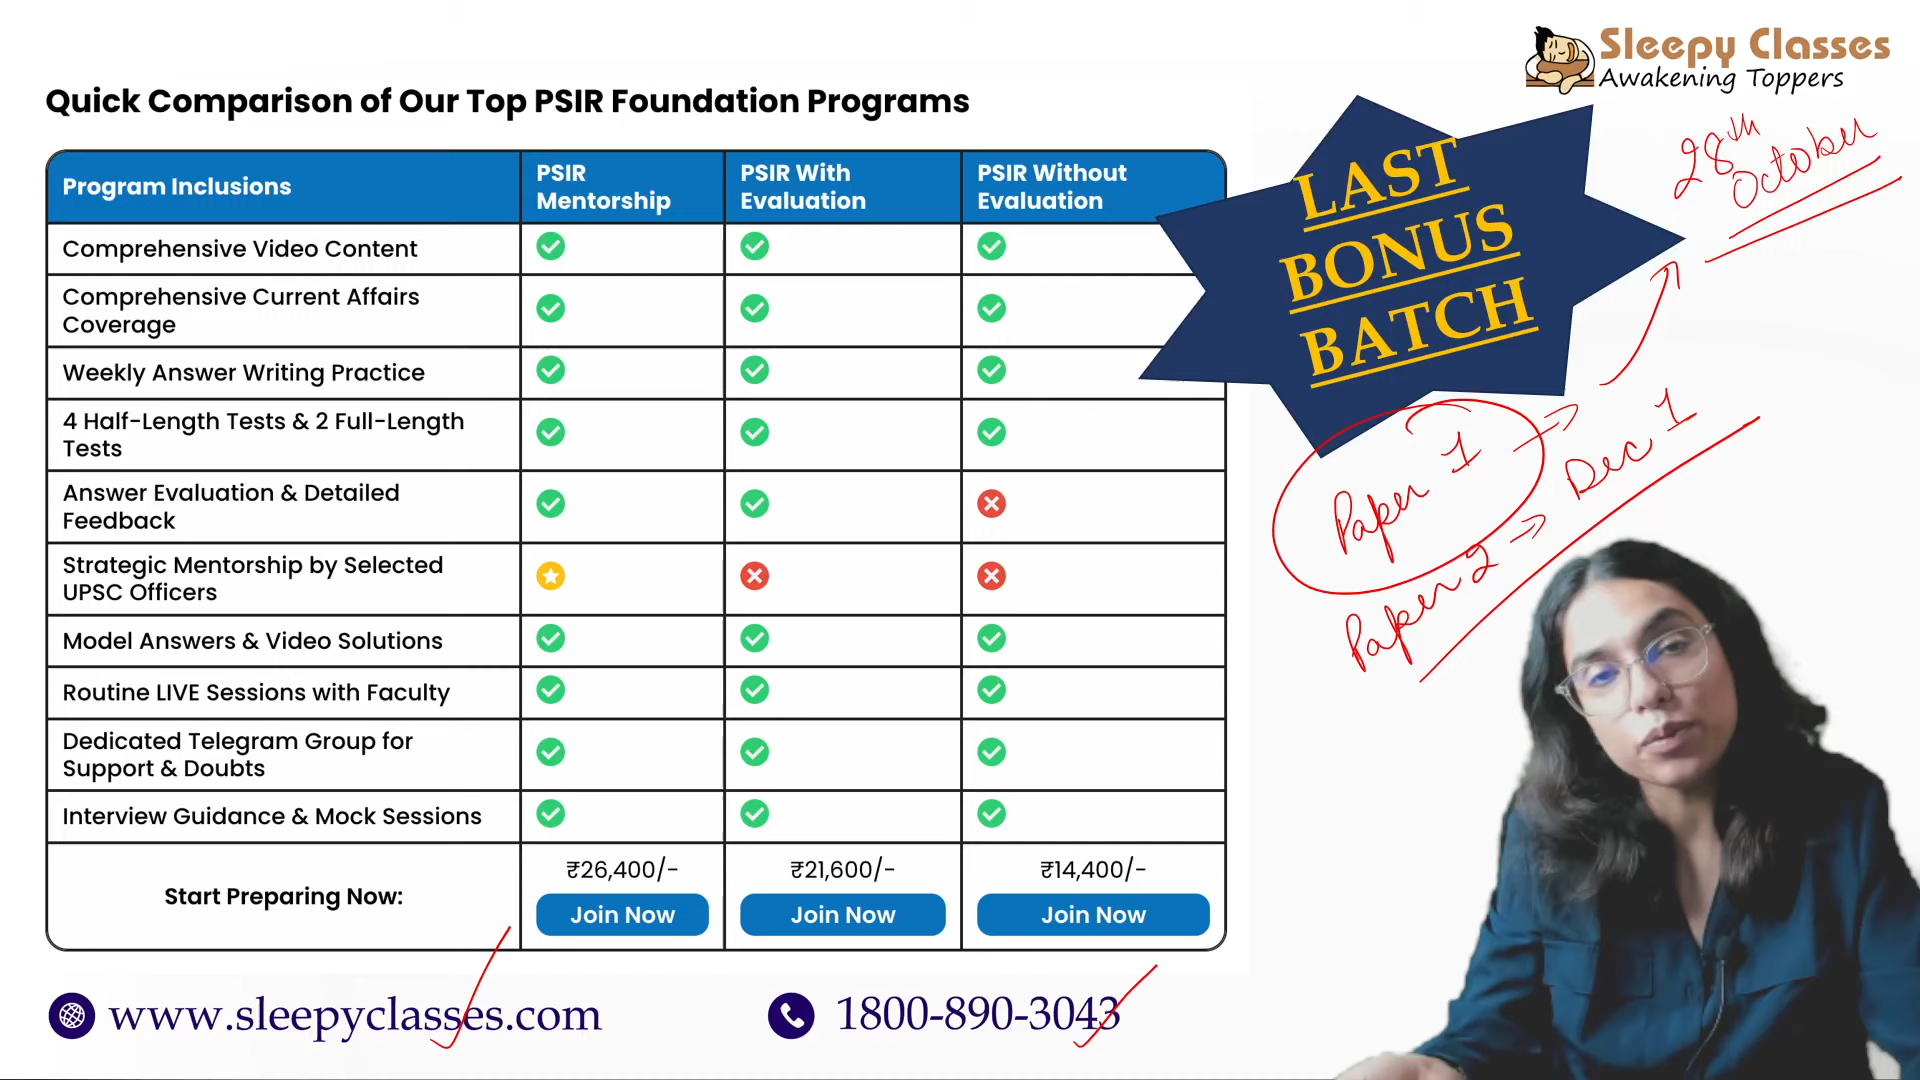 Sleepy Classes
Awakening Toppers
Quick Comparison of Our Top PSIR Foundation Programs
Program Inclusions
PSIR
Mentorship
PSIR With
Evaluation
PSIR Without
Evaluation
Comprehensive Video Content
Comprehensive Current Affairs
Coverage
Weekly Answer Writing Practice
4 Half-Length Tests & 2 Full-Length
Tests
Answer Evaluation & Detailed
Feedback
Strategic Mentorship by Selected
UPSC Officers
Model Answers & Video Solutions
Routine LIVE Sessions with Faculty
Dedicated Telegram Group for
Support & Doubts
Interview Guidance & Mock Sessions
Start Preparing Now:
₹26,400/-
₹21,600/-
₹14,400/-
Join Now
Join Now
Join Now
LAST
BONUS
BATCH
28th
October
Paper 1
Paper 2
Dec 1
www.sleepyclasses.com
1800-890-3043